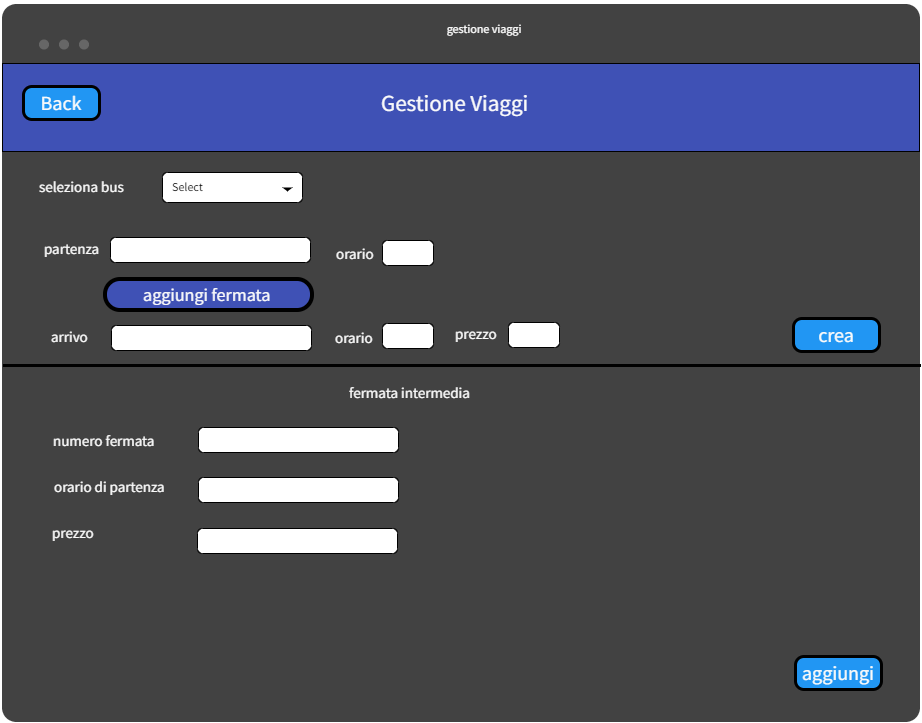 gestione viaggi
Back
Gestione Viaggi
seleziona bus
Select
partenza
orario
aggiungi fermata
arrivo
orario
prezzo
crea
fermata intermedia
numero fermata
orario di partenza
prezzo
aggiungi